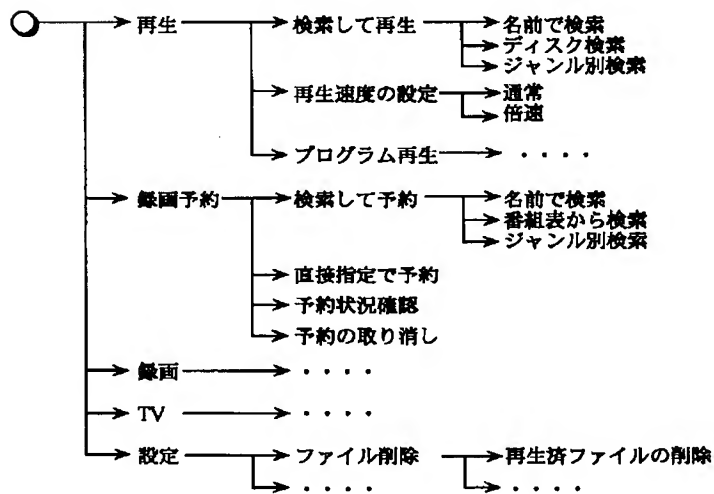 再生 検索して再生 名前で検索
ディスク検索
ジャンル別検索
再生速度の設定 通常
倍速
プログラム再生 ・・・・
録画予約 検索して予約 名前で検索
番組表から検索
ジャンル別検索
直接指定で予約
予約状況確認
予約の取り消し
録画 ・・・・
TV ・・・・
設定 ファイル削除 再生済ファイルの削除
・・・・ ・・・・